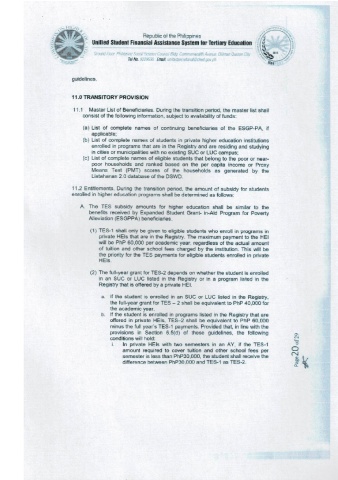 Republic of the Philippines
Unified Student Financial Assistance System for Tertiary Education
guidelines.
11.0 TRANSITORY PROVISION
11.1 Master List of Beneficiaries. During the transition period, the master list shall
consist of the following information, subject to availability of funds:
(a) List of complete names of continuing beneficiaries of the ESGP-PA, if
applicable;
(b) List of complete names of students in private higher education institutions
enrolled in programs that are in the Registry and are residing and studying
in cities or municipalities with no existing SUC or LUC campus;
(c) List of complete names of eligible students that belong to the poor or near-
poor households and ranked based on the per capita income or Proxy
Means Test (PMT) scores of the households as generated by the
Listahanan 2.0 database of the DSWD.
11.2 Entitlements. During the transition period, the amount of subsidy for students
enrolled in higher education programs shall be determined as follows:
A. The TES subsidy amounts for higher education shall be similar to the
benefits received by Expanded Student Grant- in-Aid Program for Poverty
Alleviation (ESGPPA) beneficiaries.
(1) TES-1 shall only be given to eligible students who enroll in programs in
private HEIs that are in the Registry. The maximum payment to the HEI
will be PhP 60,000 per academic year regardless of the actual amount
of tuition and other school fees charged by the institution. This will be
the priority for the TES payments for eligible students enrolled in private
HEIs.
(2) The full-year grant for TES-2 depends on whether the student is enrolled
in an SUC or LUC listed in the Registry or in a program listed in the
Registry that is offered by a private HEI.
a. If the student is enrolled in an SUC or LUC listed in the Registry,
the full-year grant for TES – 2 shall be equivalent to PhP 40,000 for
the academic year.
b. If the student is enrolled in programs listed in the Registry that are
offered in private HEIs, TES–2 shall be equivalent to PhP 60,000
minus the full year's TES-1 payments. Provided that, in line with the
provisions in Section of these guidelines, the following
conditions will hold:
i. In private HEIs with two semesters in an AY, if the TES-1
amount required to cover tuition and other school fees per
semester is less than PhP30,000, the student shall receive the
difference between PhP30,000 and TES-1 as TES-2.
Page 20 of 29